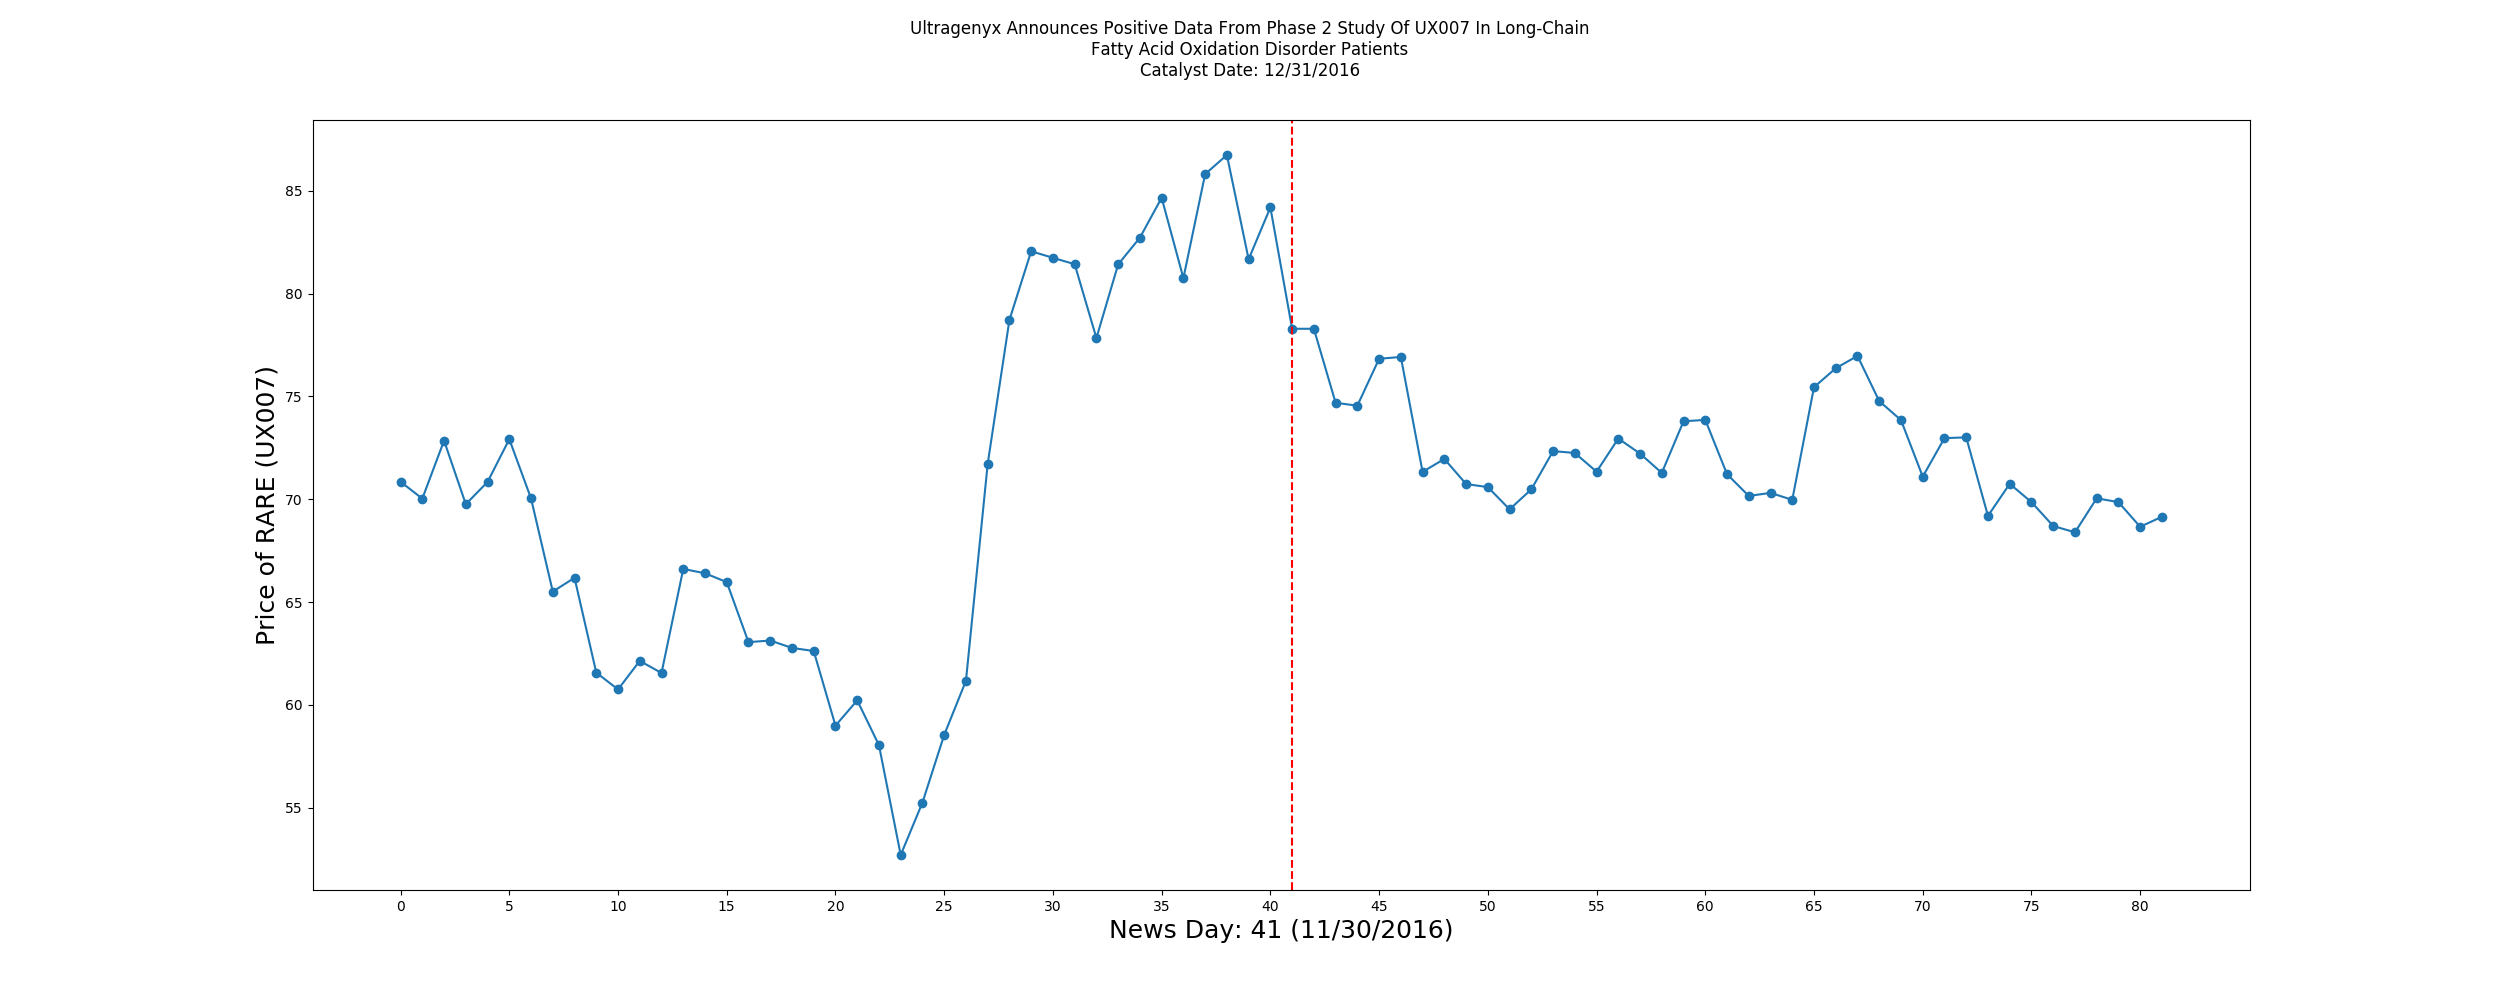 Ultragenyx Announces Positive Data From Phase 2 Study Of UX007 In Long-Chain
Fatty Acid Oxidation Disorder Patients
Catalyst Date: 12/31/2016
Price of RARE (UX007)
85
80
75
70
65
60
55
0 5 10 15 20 25 30 35 40 45 50 55 60 65 70 75 80
News Day: 41 (11/30/2016)